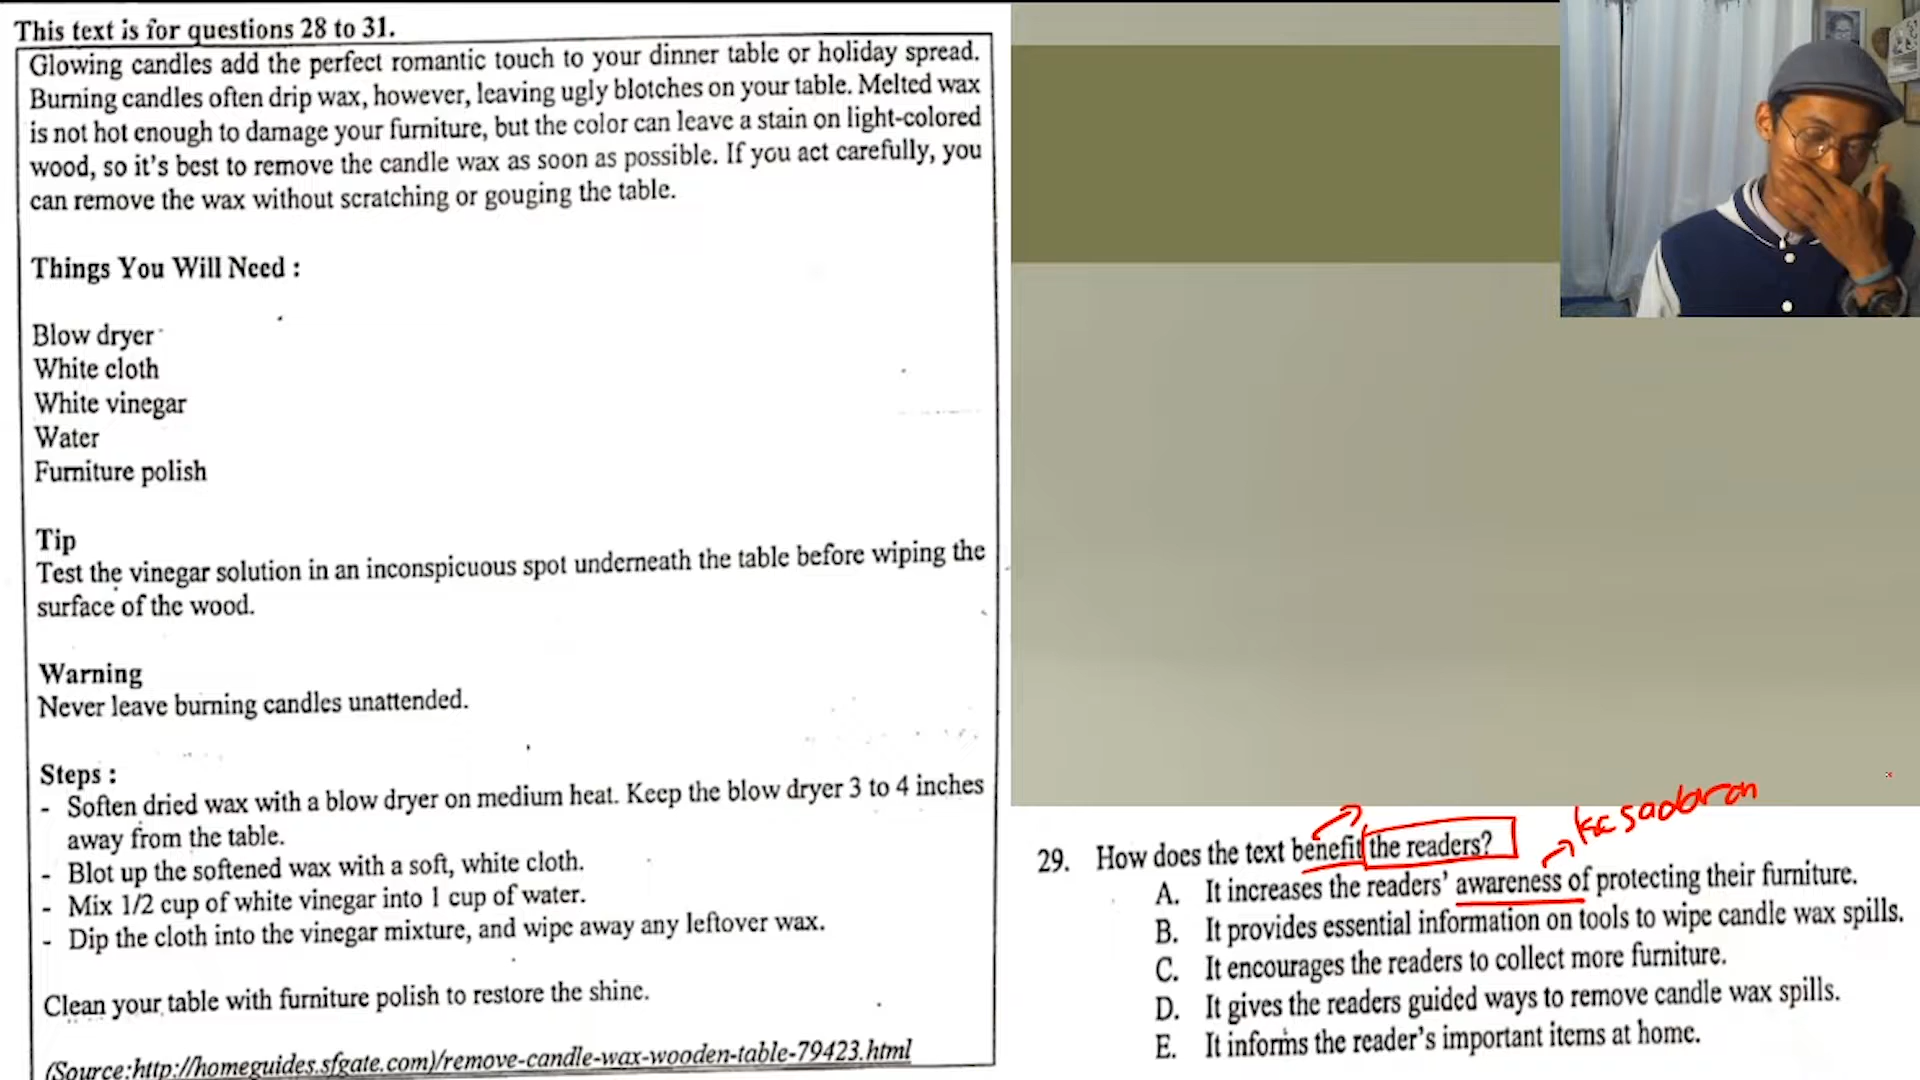 This text is for questions 28 to 31.
Glowing candles add the perfect romantic touch to your dinner table or holiday spread.
Burning candles often drip wax, however, leaving ugly blotches on your table. Melted wax
is not hot enough to damage your furniture, but the color can leave a stain on light-colored
wood, so it's best to remove the candle wax as soon as possible. If you act carefully, you
can remove the wax without scratching or gouging the table.
Things You Will Need :
Blow dryer
White cloth
White vinegar
Water
Furniture polish
Tip
Test the vinegar solution in an inconspicuous spot underneath the table before wiping the
surface of the wood.
Warning
Never leave burning candles unattended.
Steps :
- Soften dried wax with a blow dryer on medium heat. Keep the blow dryer 3 to 4 inches
away from the table.
- Blot up the softened wax with a soft, white cloth.
- Mix 1/2 cup of white vinegar into 1 cup of water.
- Dip the cloth into the vinegar mixture, and wipe away any leftover wax.
Clean your table with furniture polish to restore the shine.
(Source:http://homeguides.sfgate.com)/remove-candle-wax-wooden-table-79423.html
kesadaran
29. How does the text benefit the readers?
A. It increases the readers' awareness of protecting their furniture.
B. It provides essential information on tools to wipe candle wax spills.
C. It encourages the readers to collect more furniture.
D. It gives the readers guided ways to remove candle wax spills.
E. It informs the reader's important items at home.